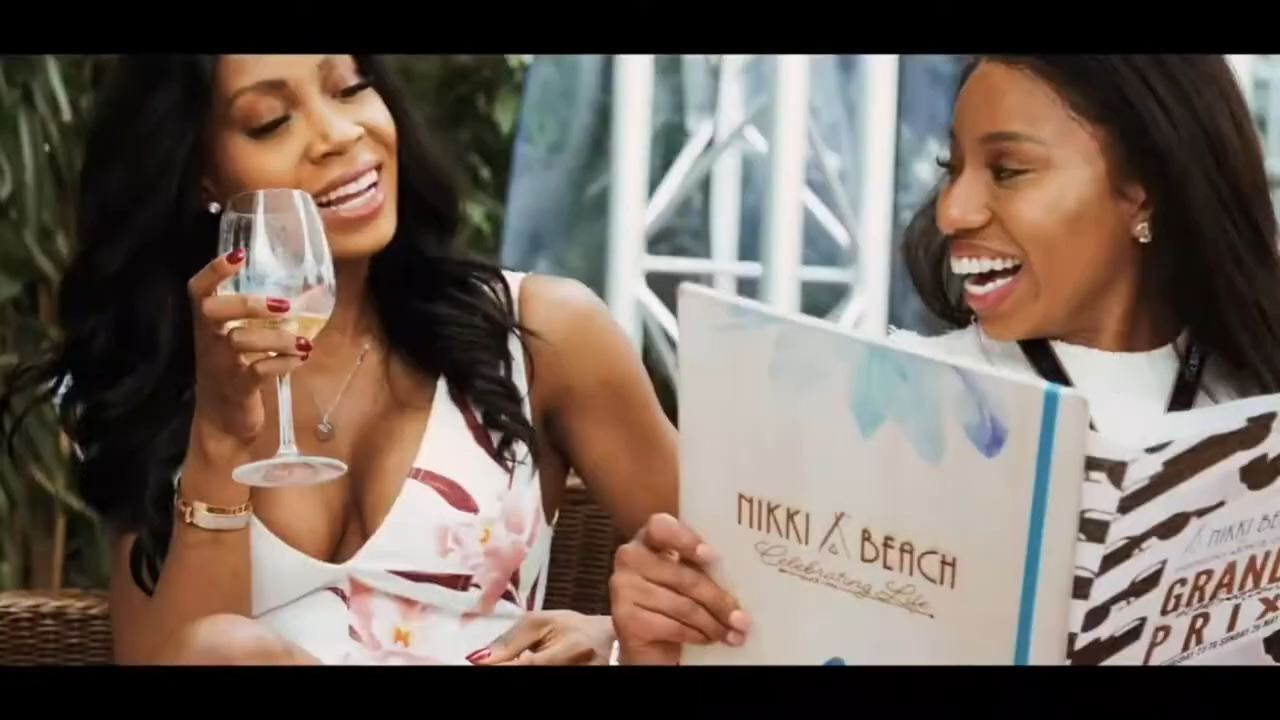 NIKKI BEACH
Celebrating Life
NIKKI BE
GRAND
PRIX